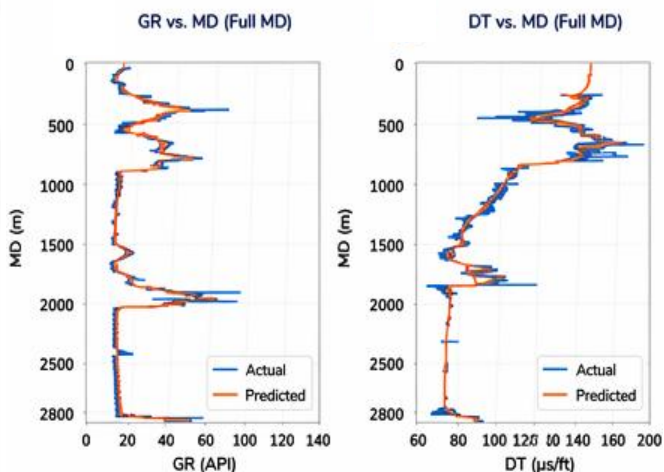 GR vs. MD (Full MD)
0
500
1000
1500
2000
2500
2800
MD (m)
Actual
Predicted
0 20 40 60 80 100 120 140
GR (API)
DT vs. MD (Full MD)
0
500
1000
1500
2000
2500
2800
MD (m)
Actual
Predicted
60 80 100 140 160 180 200
DT (µs/ft)